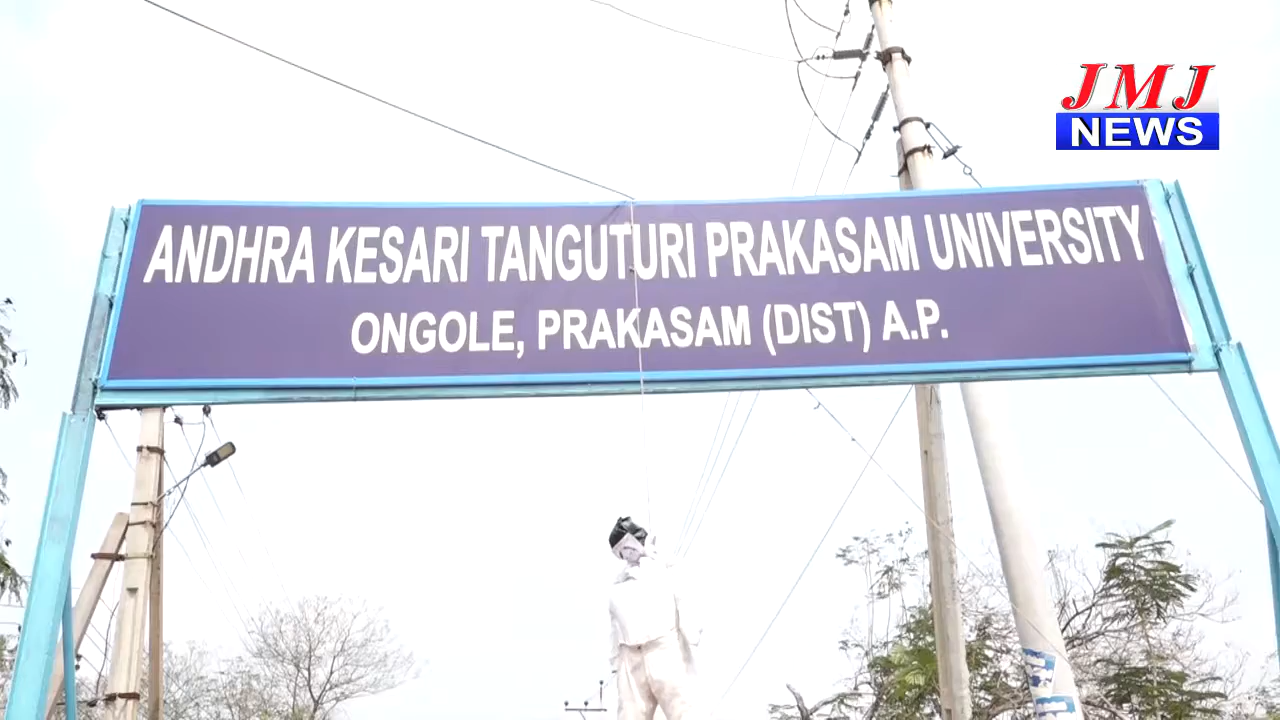 JMJ
NEWS
ANDHRA KESARI TANGUTURI PRAKASAM UNIVERSITY
ONGOLE, PRAKASAM (DIST) A.P.